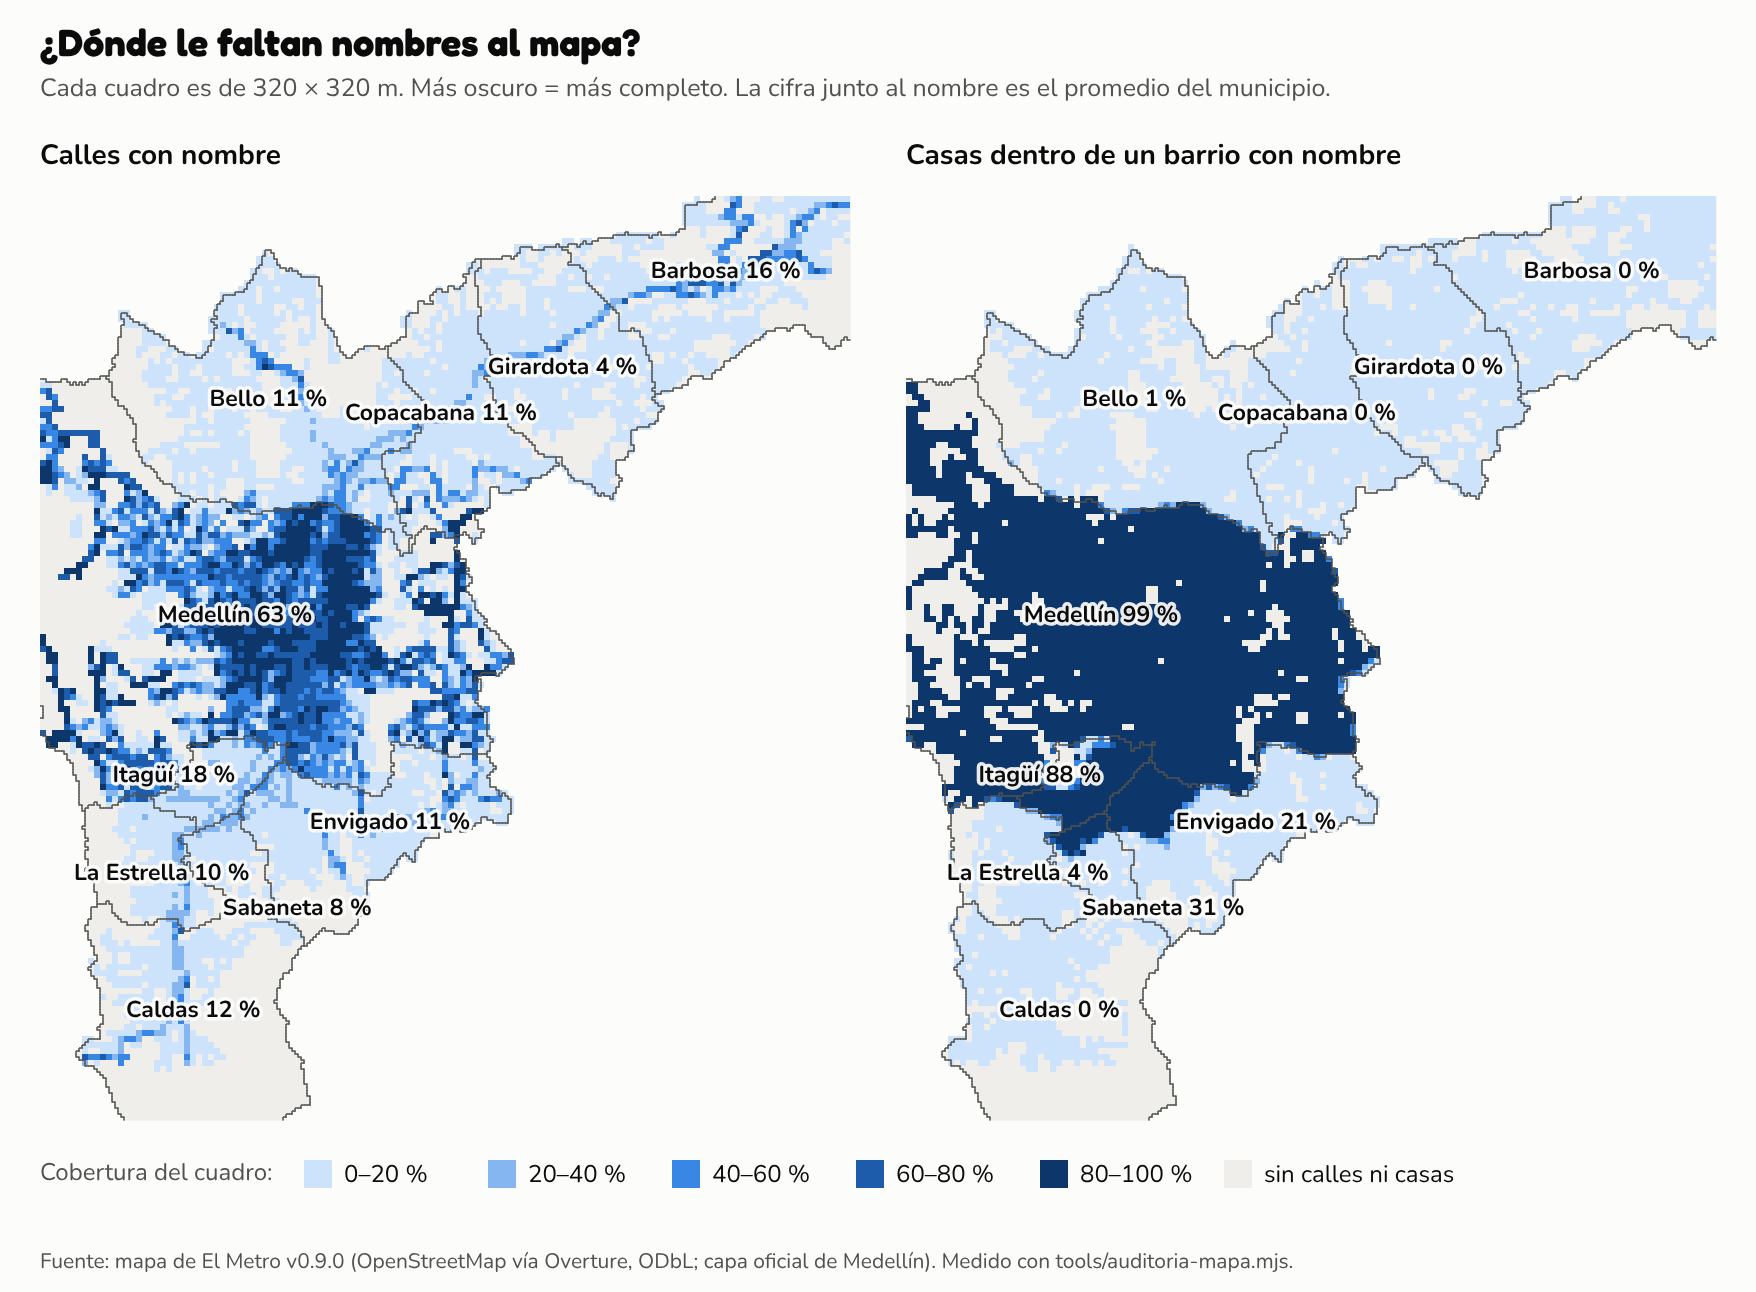 ¿Dónde le faltan nombres al mapa?
Cada cuadro es de 320 × 320 m. Más oscuro = más completo. La cifra junto al nombre es el promedio del municipio.
Calles con nombre
Barbosa 16 %
Girardota 4 %
Bello 11 %
Copacabana 11 %
Medellín 63 %
Itagüí 18 %
Envigado 11 %
La Estrella 10 %
Sabaneta 8 %
Caldas 12 %
Casas dentro de un barrio con nombre
Barbosa 0 %
Girardota 0 %
Bello 1 %
Copacabana 0 %
Medellín 99 %
Itagüí 88 %
Envigado 21 %
La Estrella 4 %
Sabaneta 31 %
Caldas 0 %
Cobertura del cuadro: 0–20 % 20–40 % 40–60 % 60–80 % 80–100 % sin calles ni casas
Fuente: mapa de El Metro v0.9.0 (OpenStreetMap vía Overture, ODbL; capa oficial de Medellín). Medido con tools/auditoria-mapa.mjs.